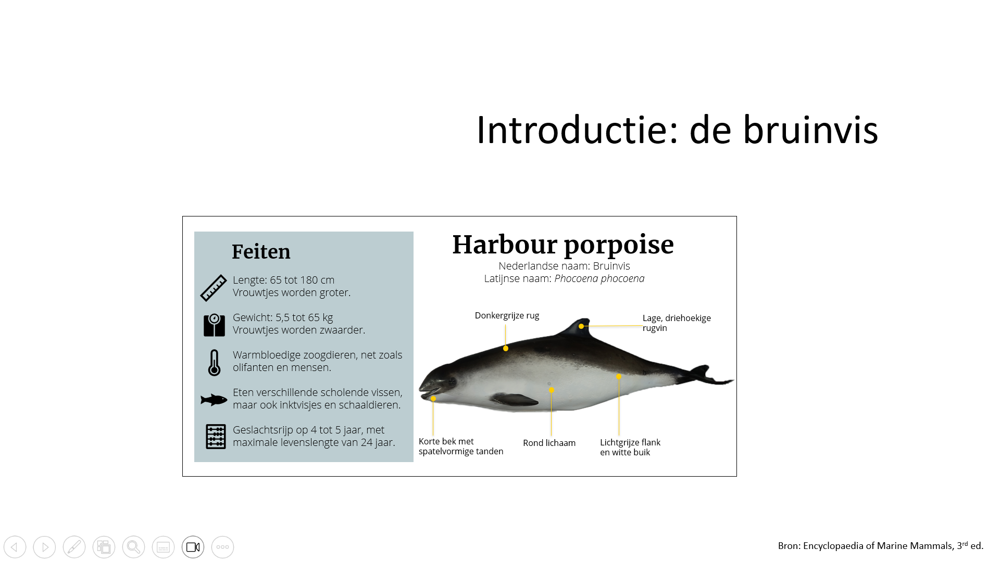 Introductie: de bruinvis
Feiten
Lengte: 65 tot 180 cm
Vrouwtjes worden groter.
Gewicht: 5,5 tot 65 kg
Vrouwtjes worden zwaarder.
Warmbloedige zoogdieren, net zoals
olifanten en mensen.
Eten verschillende scholende vissen,
maar ook inktvisjes en schaaldieren.
Geslachtsrijp op 4 tot 5 jaar, met
maximale levenslengte van 24 jaar.
Harbour porpoise
Nederlandse naam: Bruinvis
Latijnse naam: Phocoena phocoena
Donkergrijze rug
Lage, driehoekige
rugvin
Korte bek met
spatelvormige tanden
Rond lichaam
Lichtgrijze flank
en witte buik
Bron: Encyclopaedia of Marine Mammals, 3rd ed.